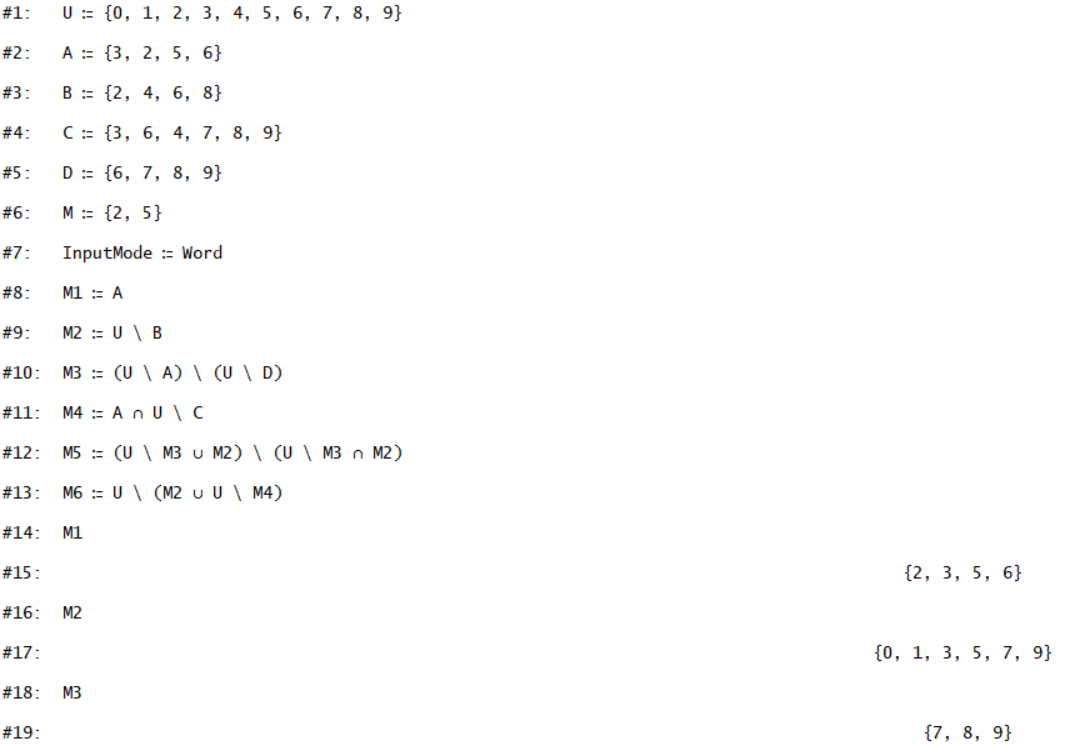 #1: U ≔ {0, 1, 2, 3, 4, 5, 6, 7, 8, 9}
#2: A ≔ {3, 2, 5, 6}
#3: B ≔ {2, 4, 6, 8}
#4: C ≔ {3, 6, 4, 7, 8, 9}
#5: D ≔ {6, 7, 8, 9}
#6: M ≔ {2, 5}
#7: InputMode ≔ Word
#8: M1 ≔ A
#9: M2 ≔ U \ B
#10: M3 ≔ (U \ A) \ (U \ D)
#11: M4 ≔ A ∩ U \ C
#12: M5 ≔ (U \ M3 ∪ M2) \ (U \ M3 ∩ M2)
#13: M6 ≔ U \ (M2 ∪ U \ M4)
#14: M1
#15: {2, 3, 5, 6}
#16: M2
#17: {0, 1, 3, 5, 7, 9}
#18: M3
#19: {7, 8, 9}